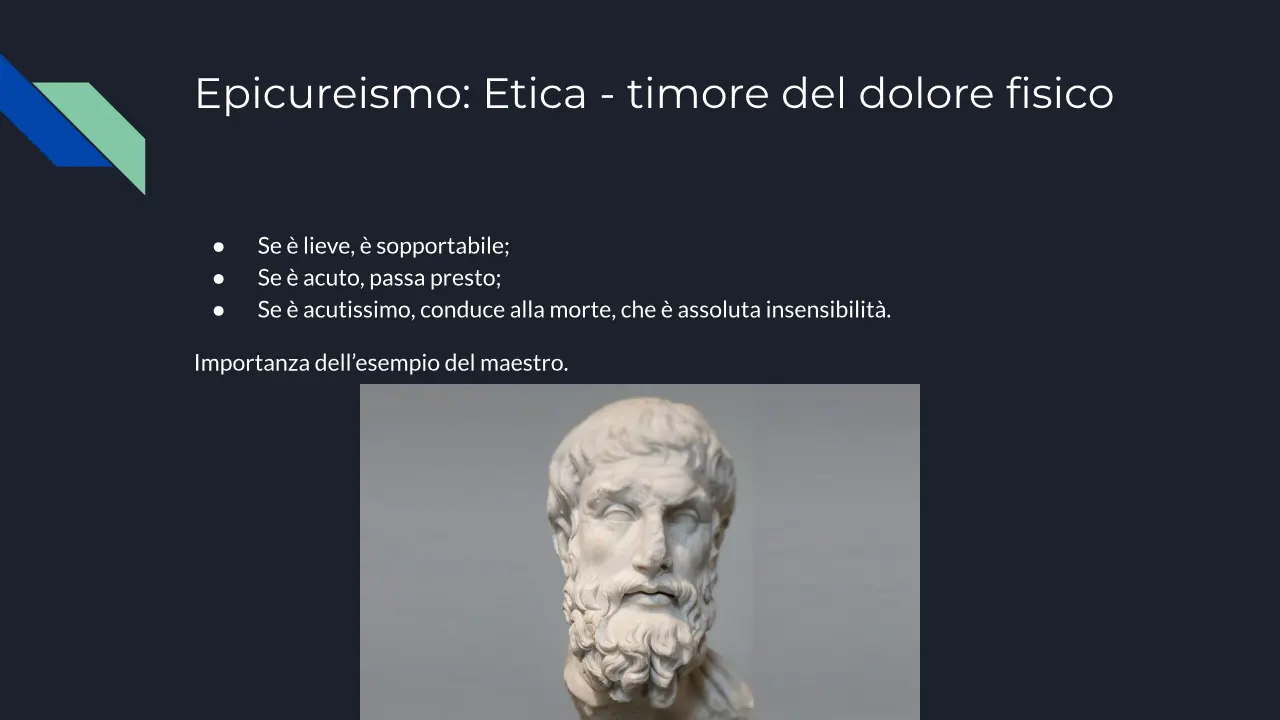 Epicureismo: Etica - timore del dolore fisico
● Se è lieve, è sopportabile;
● Se è acuto, passa presto;
● Se è acutissimo, conduce alla morte, che è assoluta insensibilità.
Importanza dell’esempio del maestro.